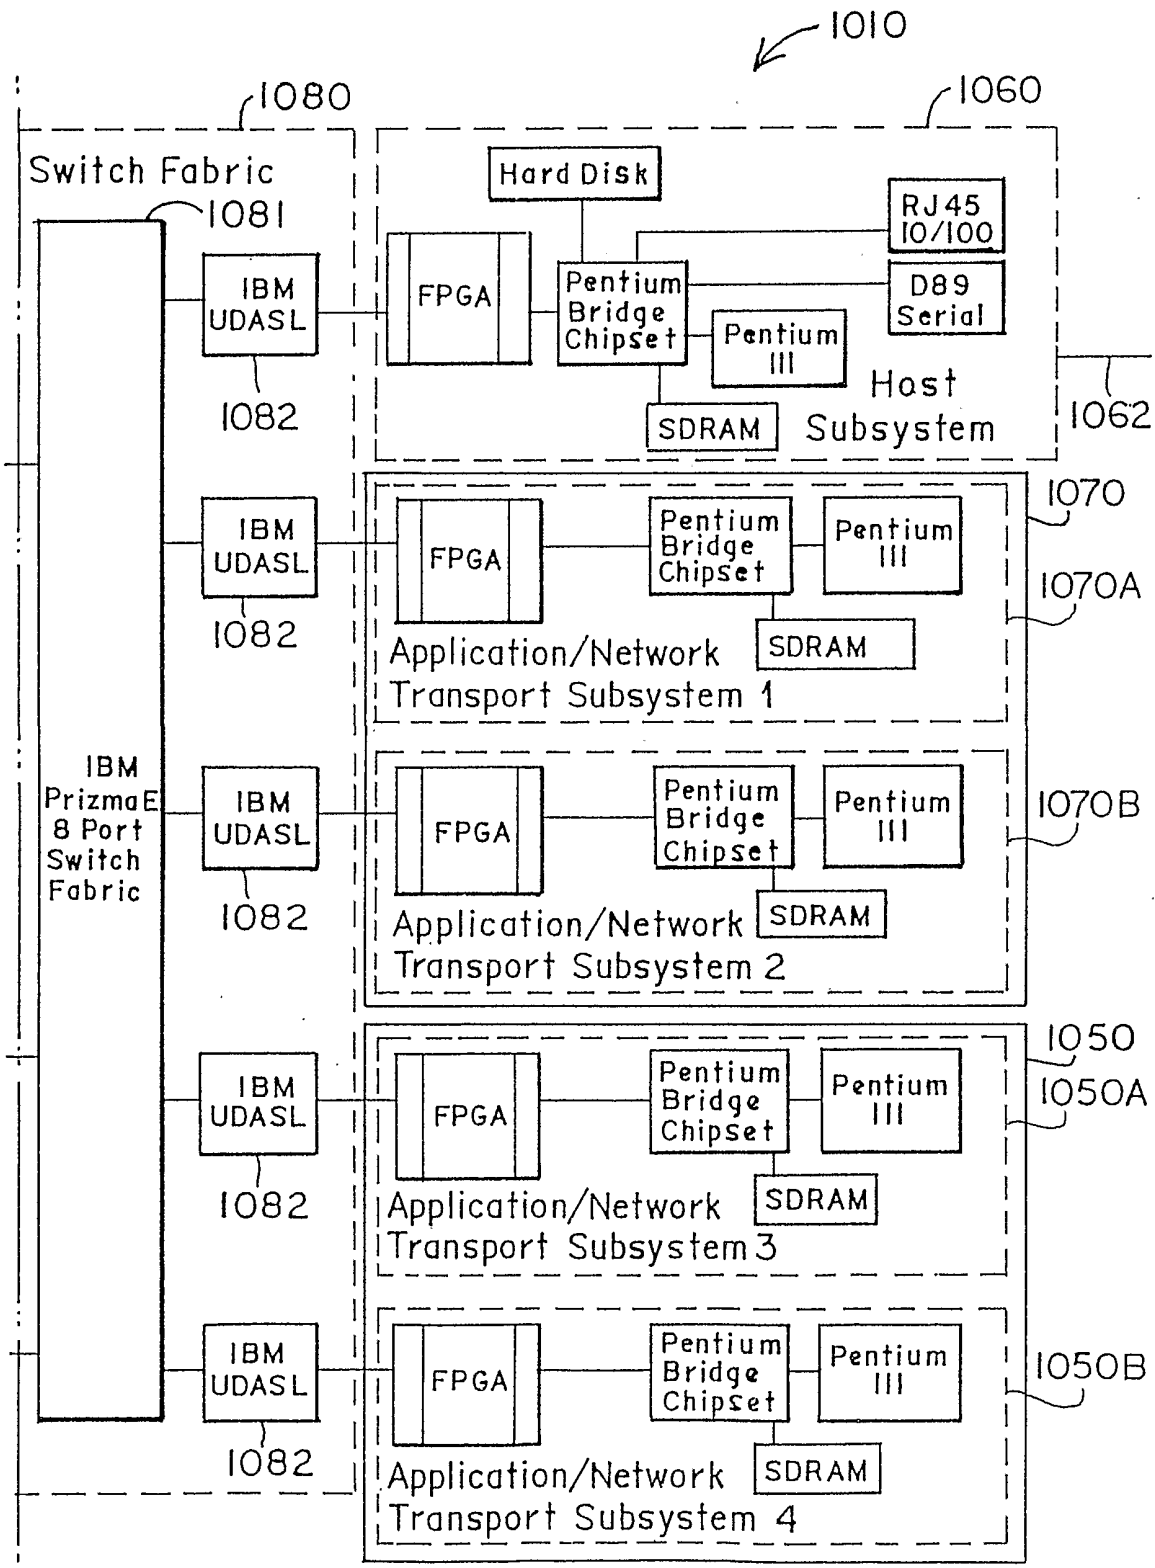 1010
1080
1060
Switch Fabric
1081
Hard Disk
RJ45
10/100
IBM
UDASL
FPGA
Pentium
Bridge
Chipset
D89
Serial
Pentium
III
1082
SDRAM
Host
Subsystem
1062
1070
IBM
UDASL
FPGA
Pentium
Bridge
Chipset
Pentium
III
1070A
1082
Application/Network
Transport Subsystem 1
SDRAM
IBM
PrizmaE
8 Port
Switch
Fabric
IBM
UDASL
FPGA
Pentium
Bridge
Chipset
Pentium
III
1070B
1082
Application/Network
Transport Subsystem 2
SDRAM
1050
IBM
UDASL
FPGA
Pentium
Bridge
Chipset
Pentium
III
1050A
1082
Application/Network
Transport Subsystem 3
SDRAM
IBM
UDASL
FPGA
Pentium
Bridge
Chipset
Pentium
III
1050B
1082
Application/Network
Transport Subsystem 4
SDRAM